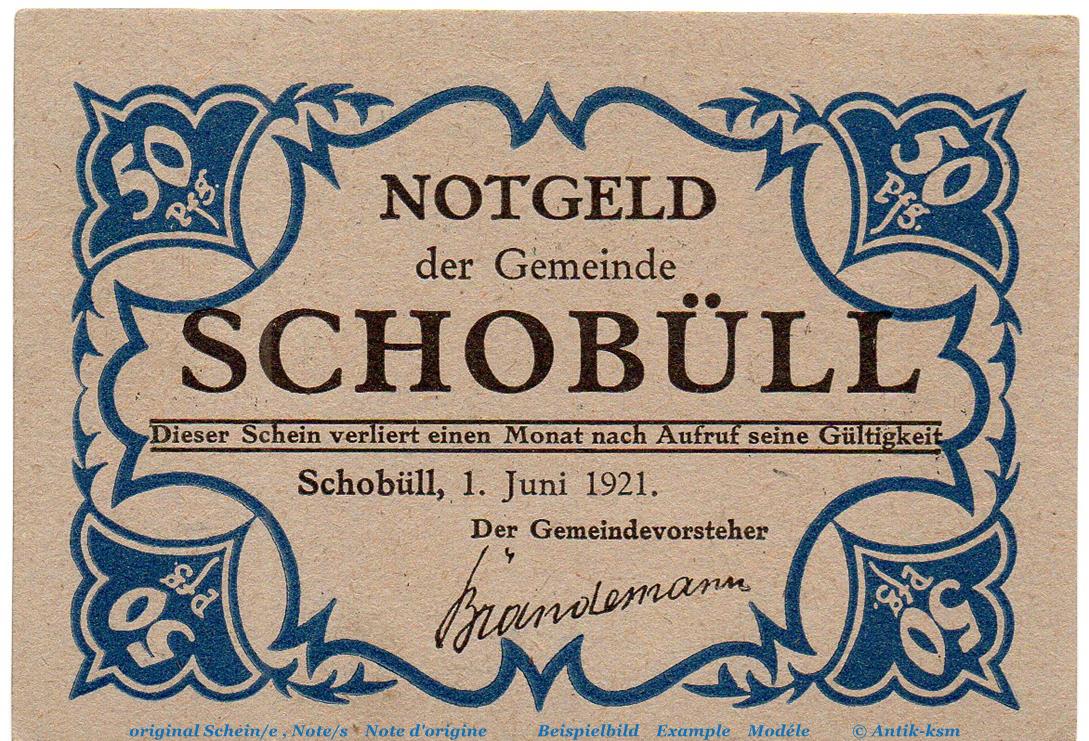 50 Pfg.
50 Pfg.
NOTGELD
der Gemeinde
SCHOBÜLL
Dieser Schein verliert einen Monat nach Aufruf seine Gültigkeit
Schobüll, 1. Juni 1921.
Der Gemeindevorsteher
Brandemann
50 Pfg.
50 Pfg.
original Schein/e , Note/s Note d'origine Beispielbild Example Modéle © Antik-ksm